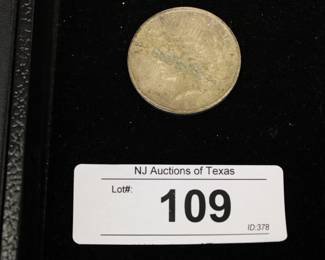 NJ Auctions of Texas
Lot#:
109
ID:378